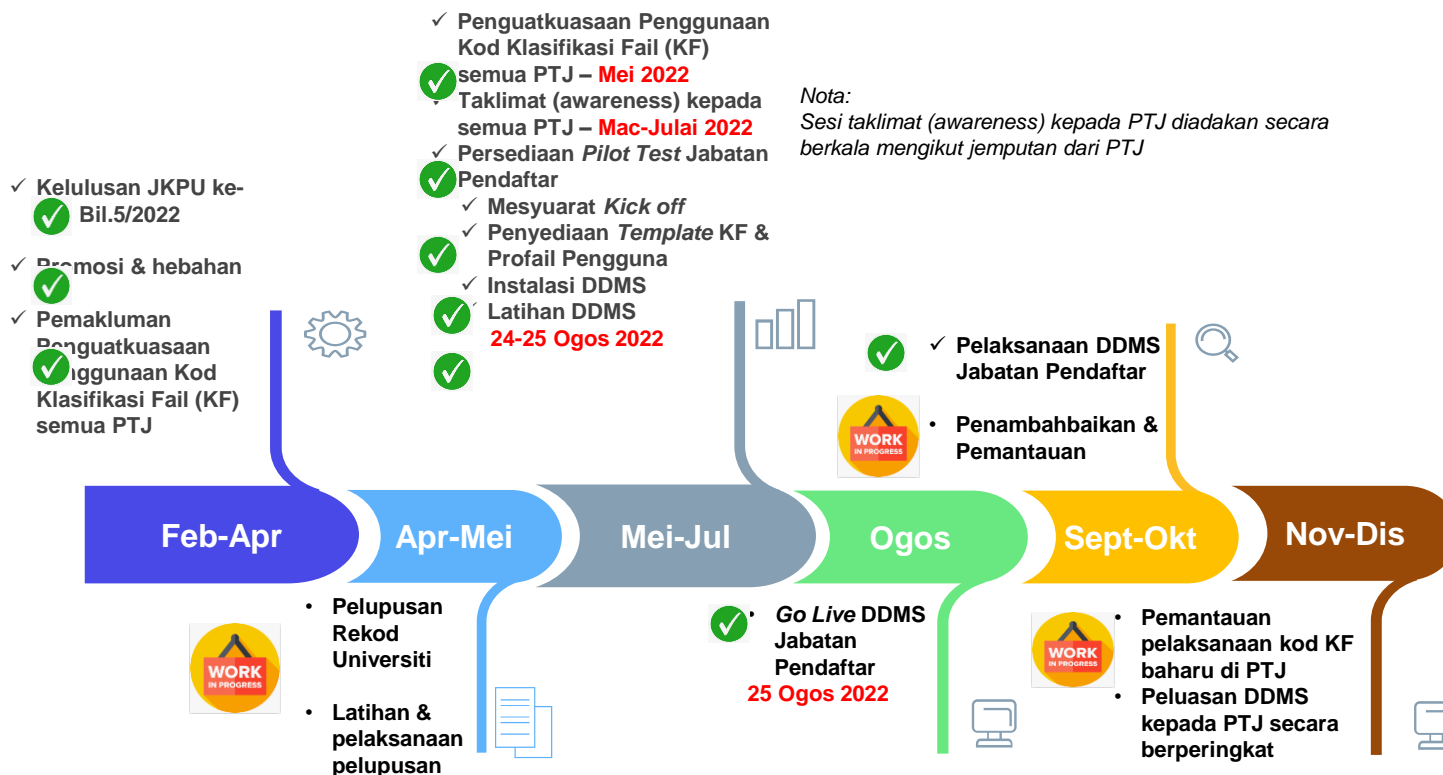 ✓ Penguatkuasaan Penggunaan
Kod Klasifikasi Fail (KF)
semua PTJ – Mei 2022
Taklimat (awareness) kepada
semua PTJ – Mac-Julai 2022
✓ Persediaan Pilot Test Jabatan
Pendaftar
✓ Mesyuarat Kick off
✓ Penyediaan Template KF &
Profail Pengguna
✓ Instalasi DDMS
✓ Latihan DDMS
24-25 Ogos 2022
Nota:
Sesi taklimat (awareness) kepada PTJ diadakan secara
berkala mengikut jemputan dari PTJ
✓ Kelulusan JKPU ke-
Bil.5/2022
✓ Promosi & hebahan
✓ Pemakluman
Penguatkuasaan
Penggunaan Kod
Klasifikasi Fail (KF)
semua PTJ
✓ Pelaksanaan DDMS
Jabatan Pendaftar
• Penambahbaikan &
Pemantauan
WORK
IN PROGRESS
Feb-Apr
Apr-Mei
Mei-Jul
Ogos
Sept-Okt
Nov-Dis
WORK
IN PROGRESS
• Pelupusan
Rekod
Universiti
• Latihan &
pelaksanaan
pelupusan
• Go Live DDMS
Jabatan
Pendaftar
25 Ogos 2022
WORK
IN PROGRESS
• Pemantauan
pelaksanaan kod KF
baharu di PTJ
• Peluasan DDMS
kepada PTJ secara
berperingkat